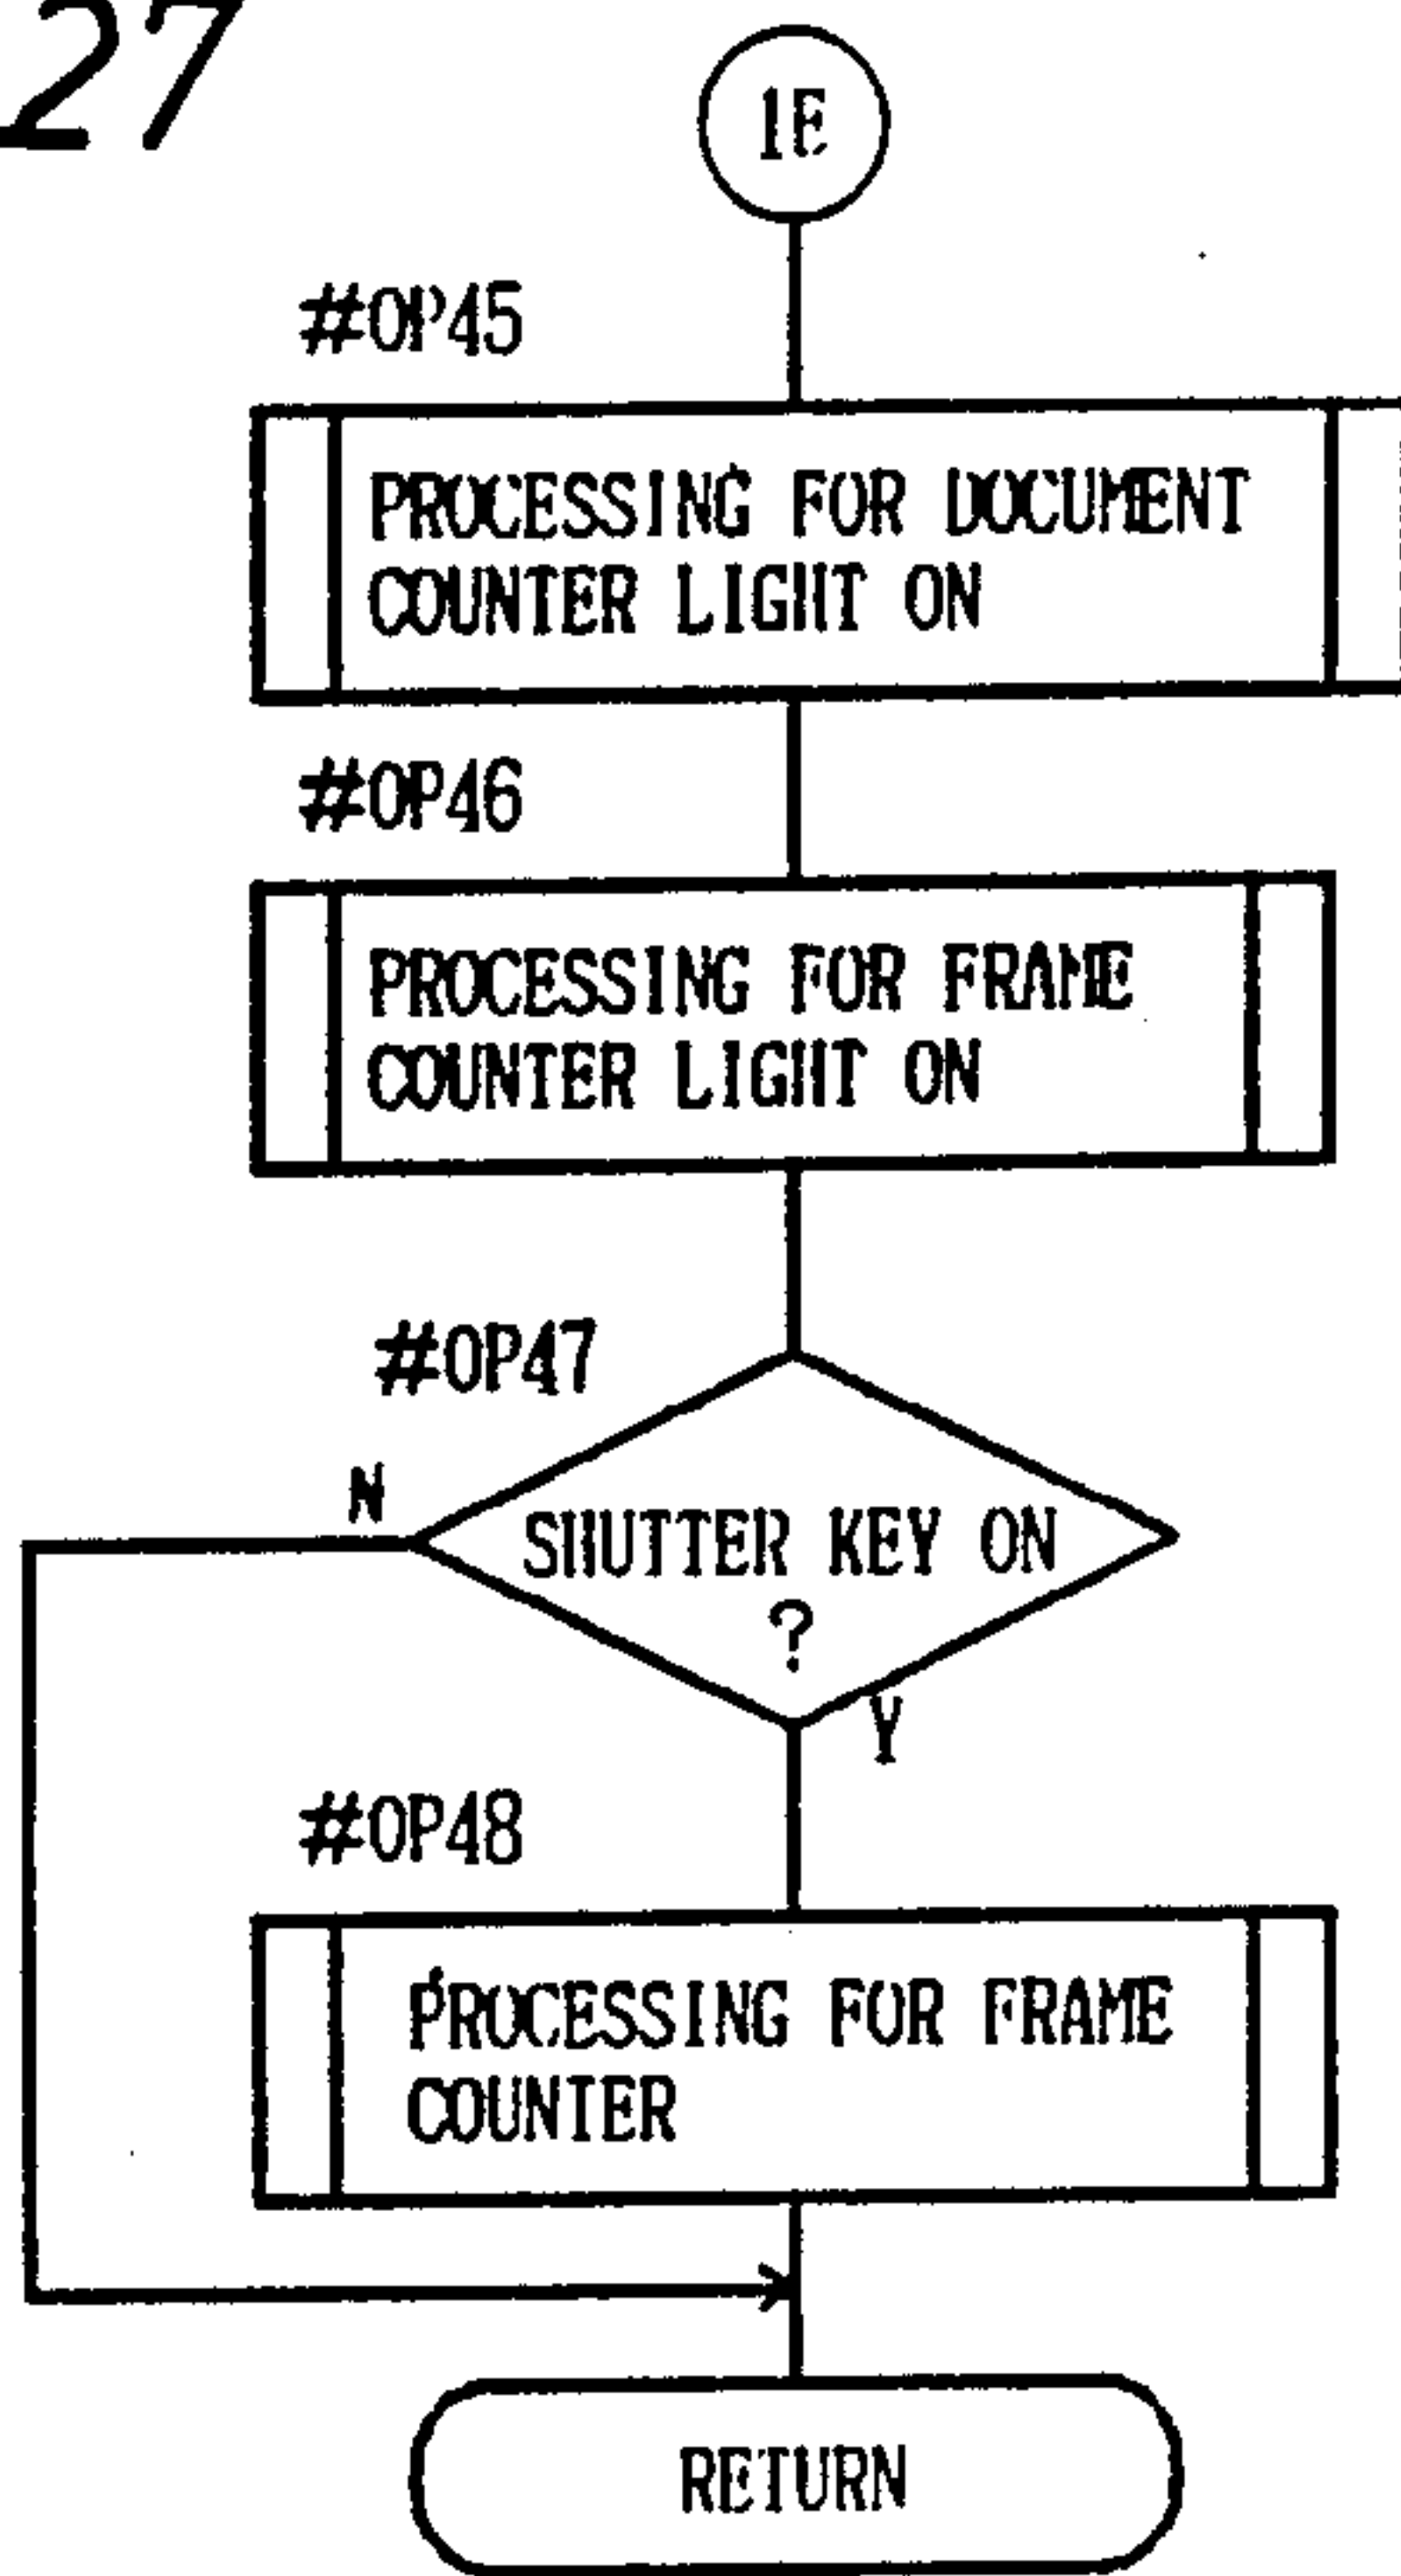 27
1E
#OP45
PROCESSING FOR DOCUMENT
COUNTER LIGHT ON
#OP46
PROCESSING FOR FRAME
COUNTER LIGHT ON
#OP47
N
SHUTTER KEY ON
?
Y
#OP48
PROCESSING FOR FRAME
COUNTER
RETURN